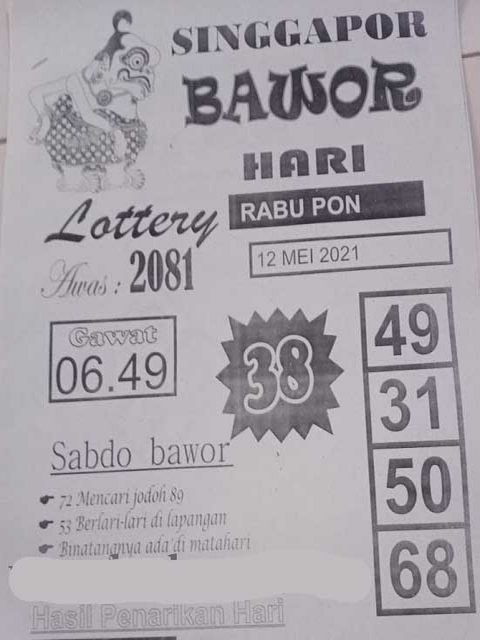 SINGGAPOR
BAWOR
HARI
RABU PON
Lottery
12 MEI 2021
Awas : 2081
Gawat
06.49
38
49
31
50
68
Sabdo bawor
72 Mencari jodoh 89
53 Berlari-lari di lapangan
Binatangnya ada di matahari
Hasil Penarikan Hari